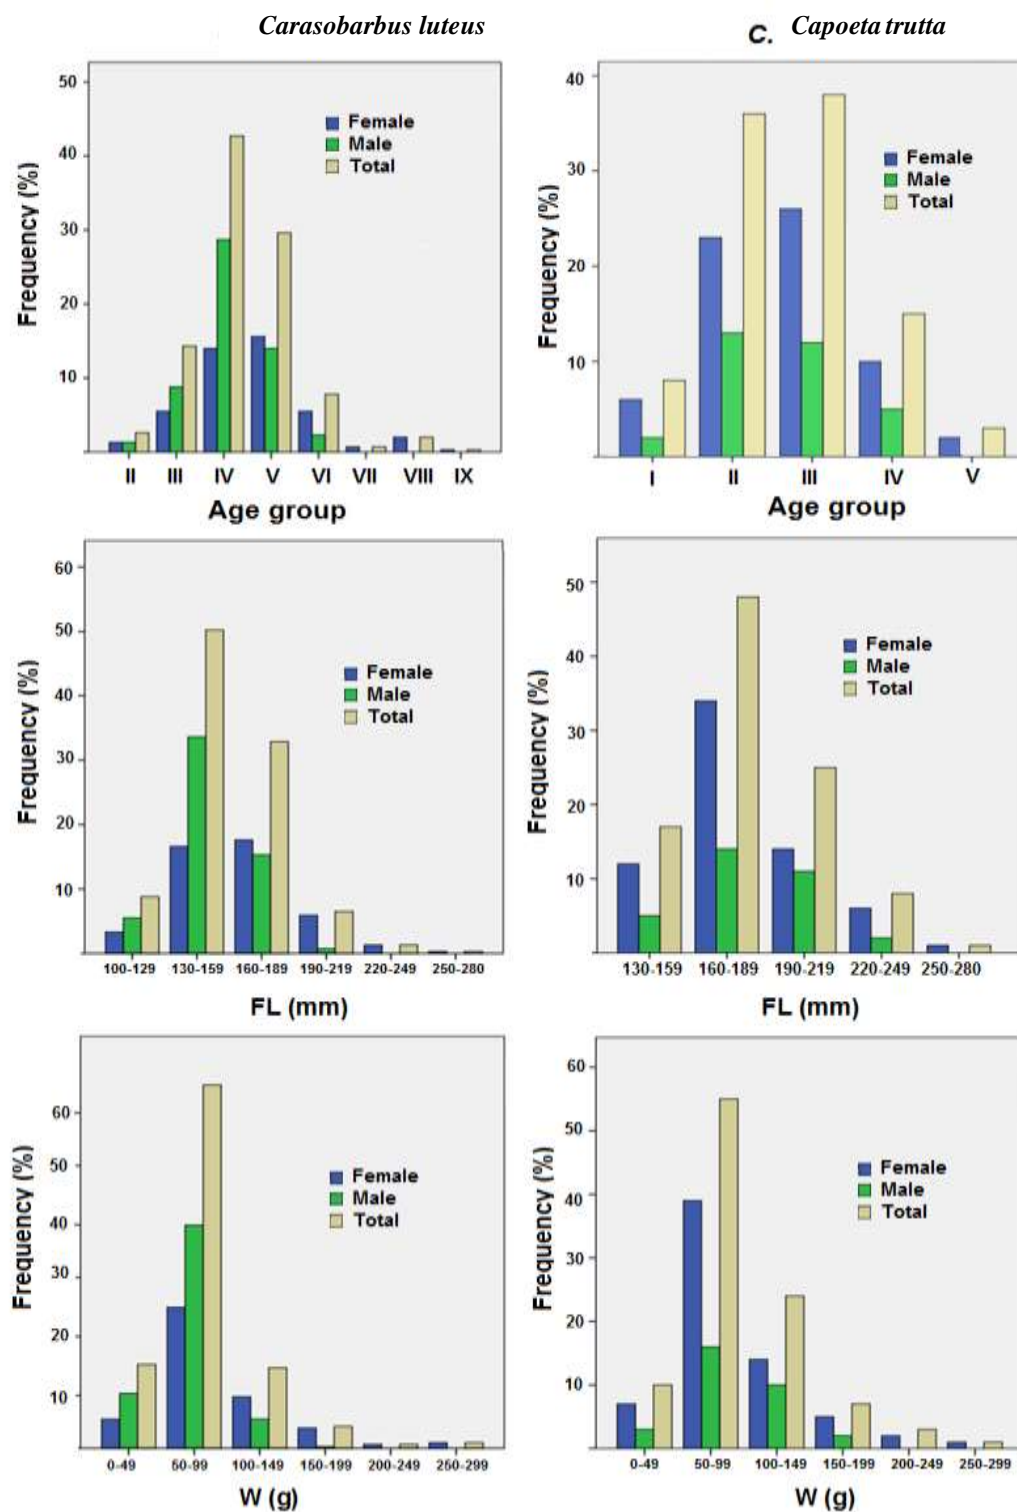 Carasobarbus luteus
C. Capoeta trutta
50
40
30
20
10
Frequency (%)
Female
Male
Total
II III IV V VI VII VIII IX
Age group
40
30
20
10
Frequency (%)
Female
Male
Total
I II III IV V
Age group
60
50
40
30
20
10
Frequency (%)
Female
Male
Total
100-129 130-159 160-189 190-219 220-249 250-280
FL (mm)
50
40
30
20
10
Frequency (%)
Female
Male
Total
130-159 160-189 190-219 220-249 250-280
FL (mm)
60
50
40
30
20
10
Frequency (%)
Female
Male
Total
0-49 50-99 100-149 150-199 200-249 250-299
W (g)
60
50
40
30
20
10
Frequency (%)
Female
Male
Total
0-49 50-99 100-149 150-199 200-249 250-299
W (g)